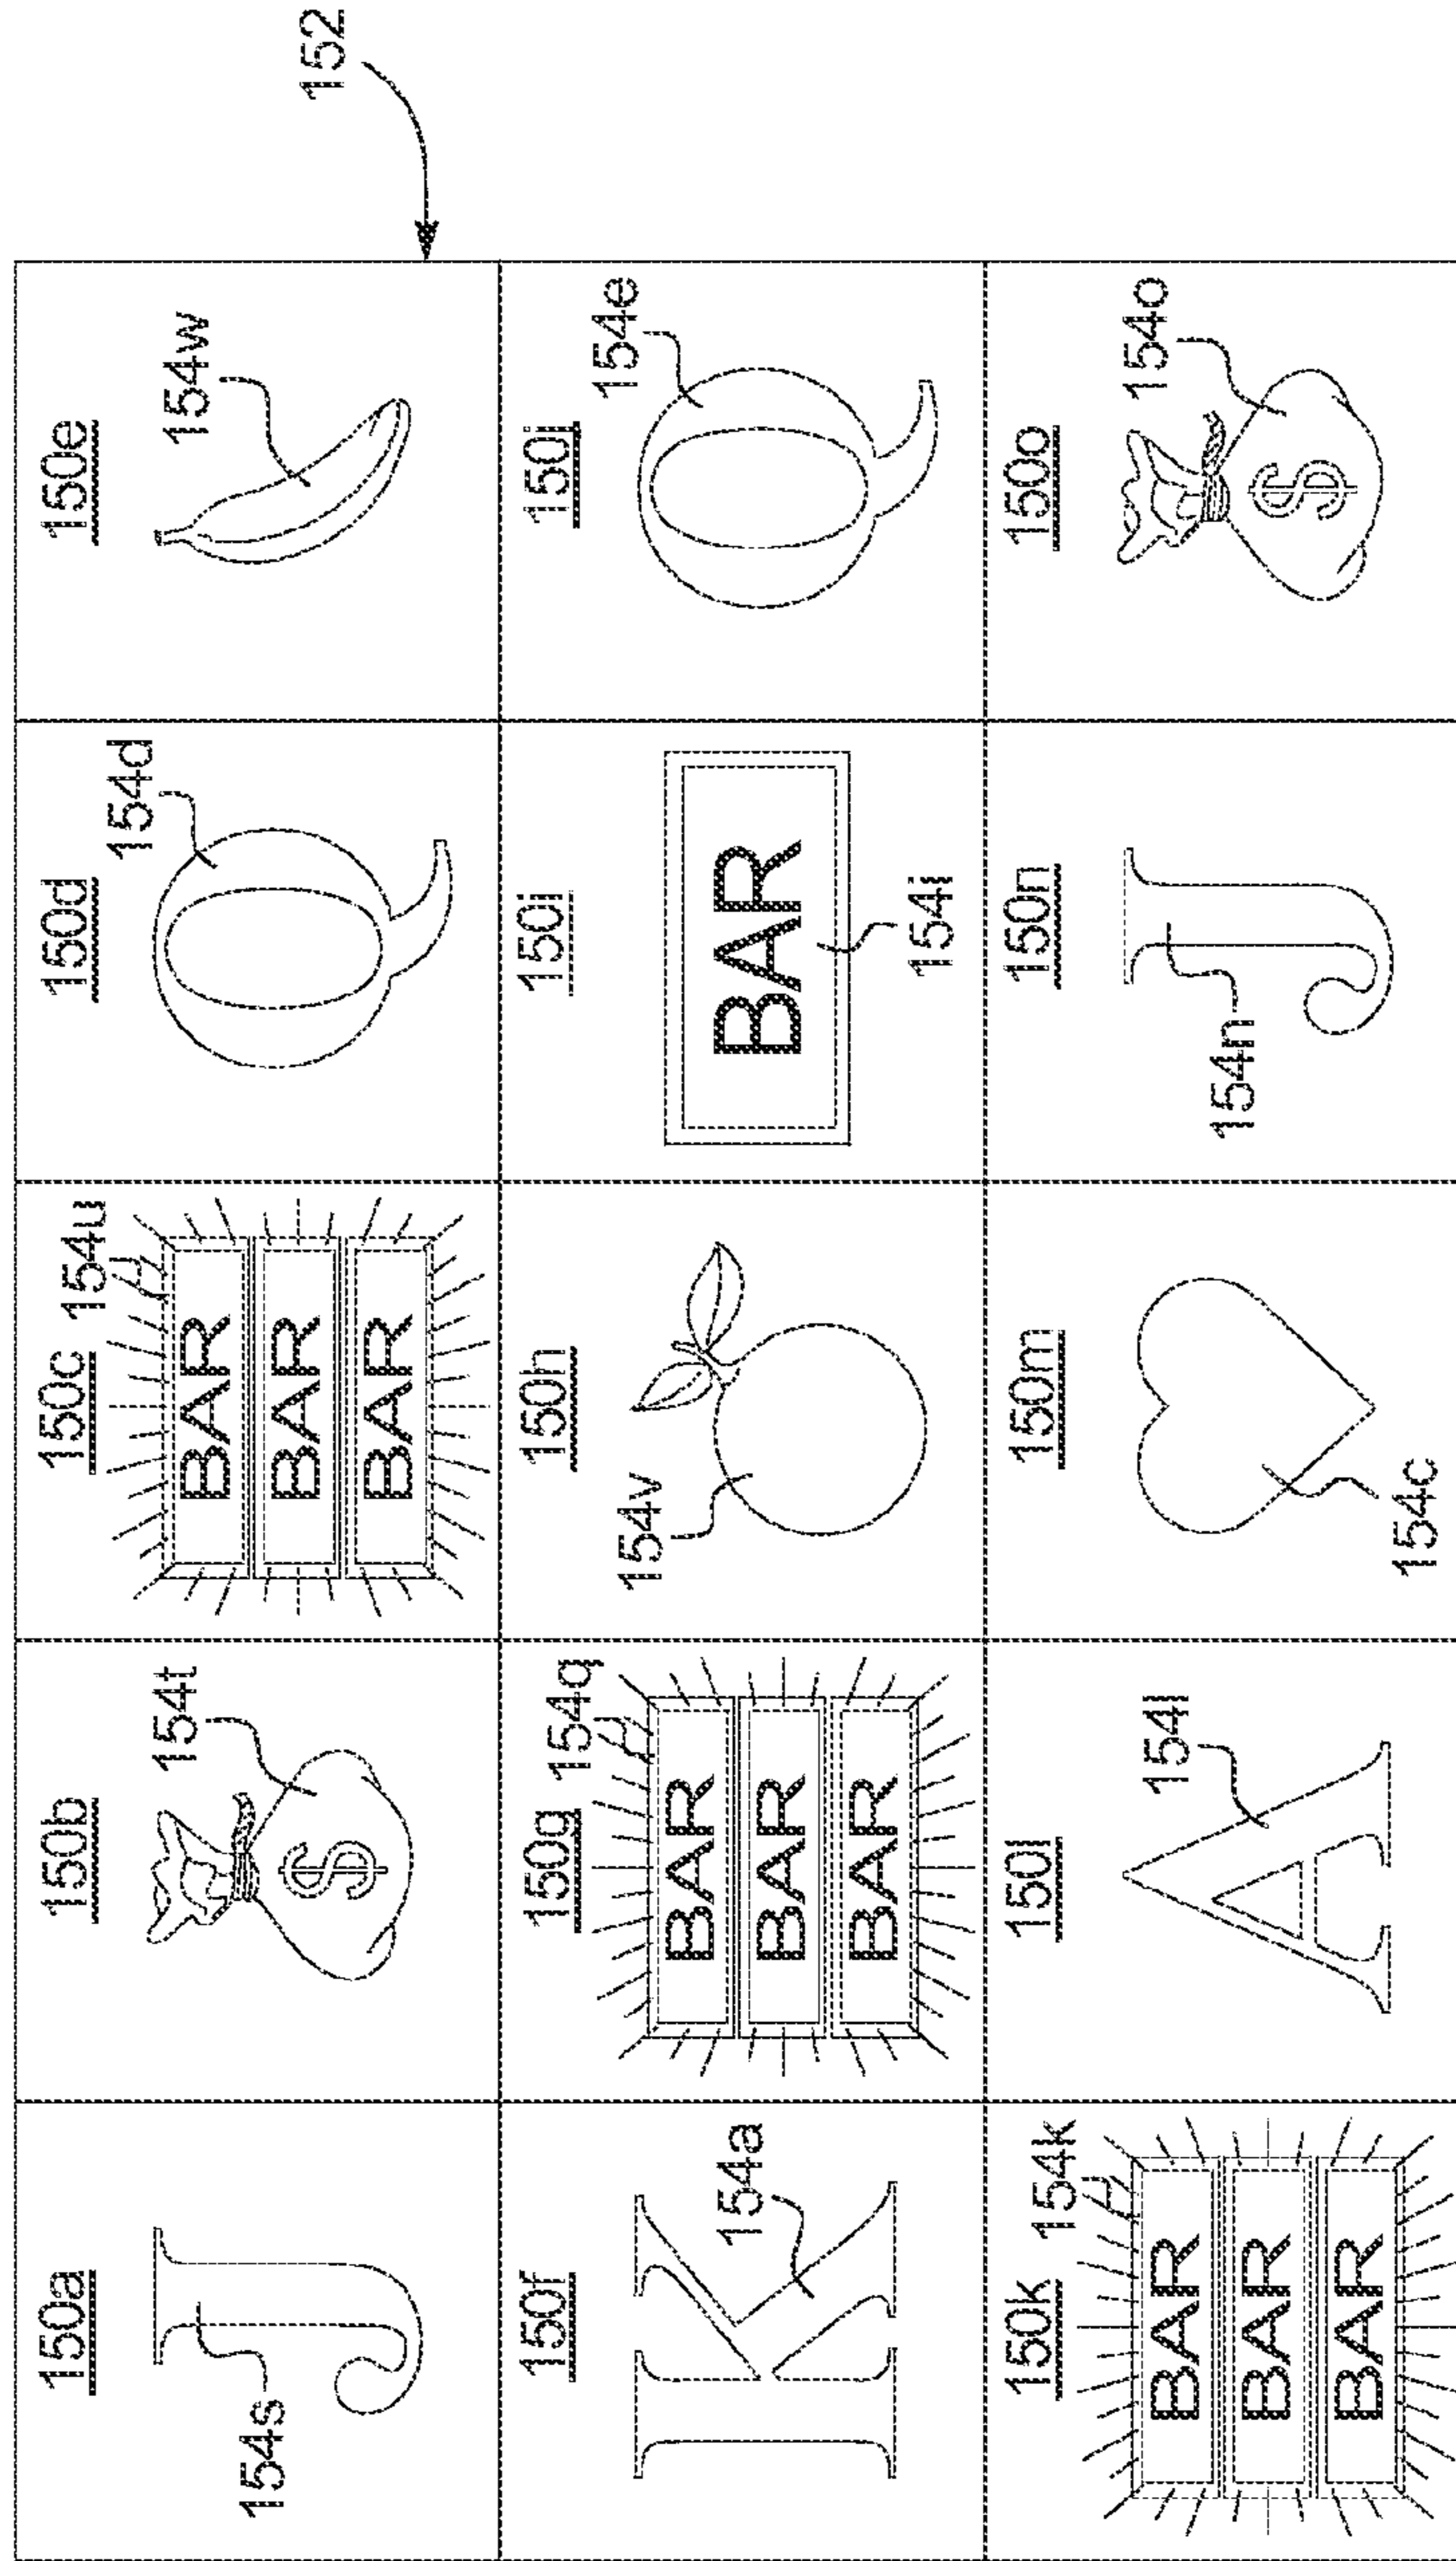 150a
J
154s
150b
154t
$
150c
154u
BAR
BAR
BAR
150d
154d
Q
150e
154w
152
150f
K
154a
150g
154q
BAR
BAR
BAR
150h
154v
150i
BAR
154i
150j
154e
Q
150k
154k
BAR
BAR
BAR
150l
154l
A
150m
154c
150n
J
154n
150o
154o
$